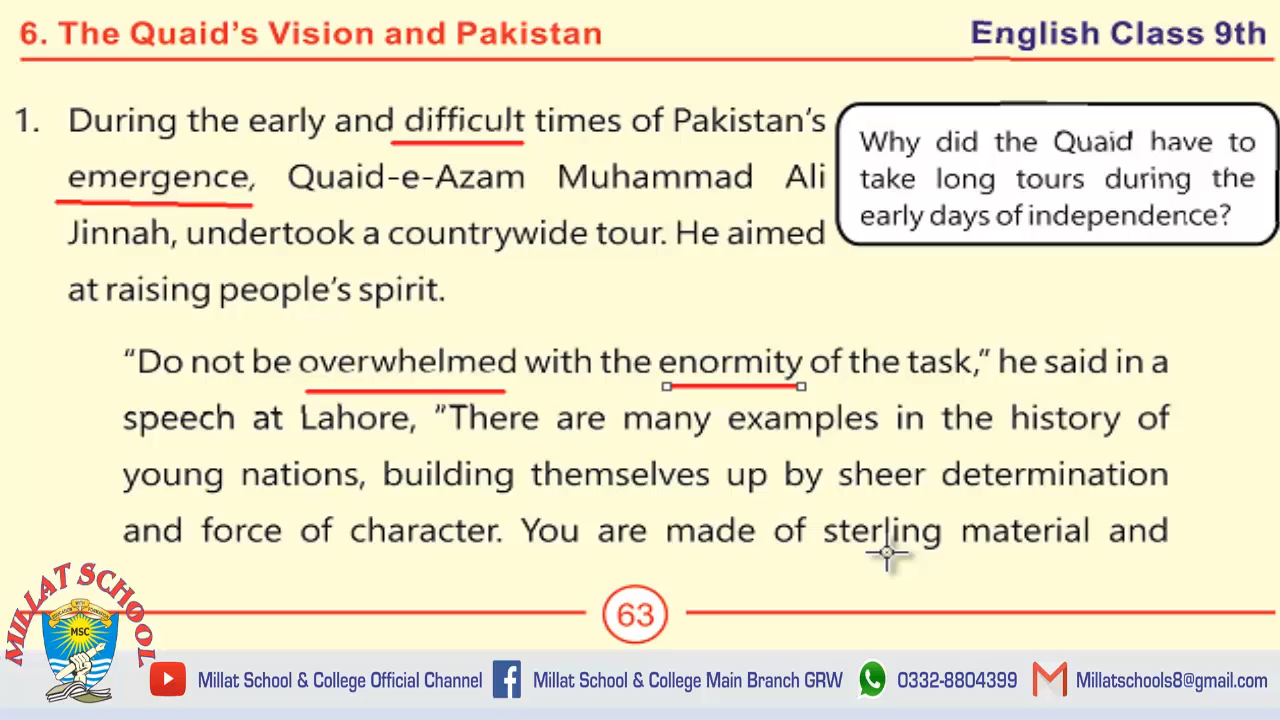 6. The Quaid's Vision and Pakistan
English Class 9th
1. During the early and difficult times of Pakistan's
emergence, Quaid-e-Azam Muhammad Ali
Jinnah, undertook a countrywide tour. He aimed
at raising people's spirit.
Why did the Quaid have to
take long tours during the
early days of independence?
"Do not be overwhelmed with the enormity of the task," he said in a
speech at Lahore, "There are many examples in the history of
young nations, building themselves up by sheer determination
and force of character. You are made of sterling material and
63
MILLAT SCHOOL
MSC
Millat School & College Official Channel
Millat School & College Main Branch GRW
0332-8804399
Millatschools8@gmail.com